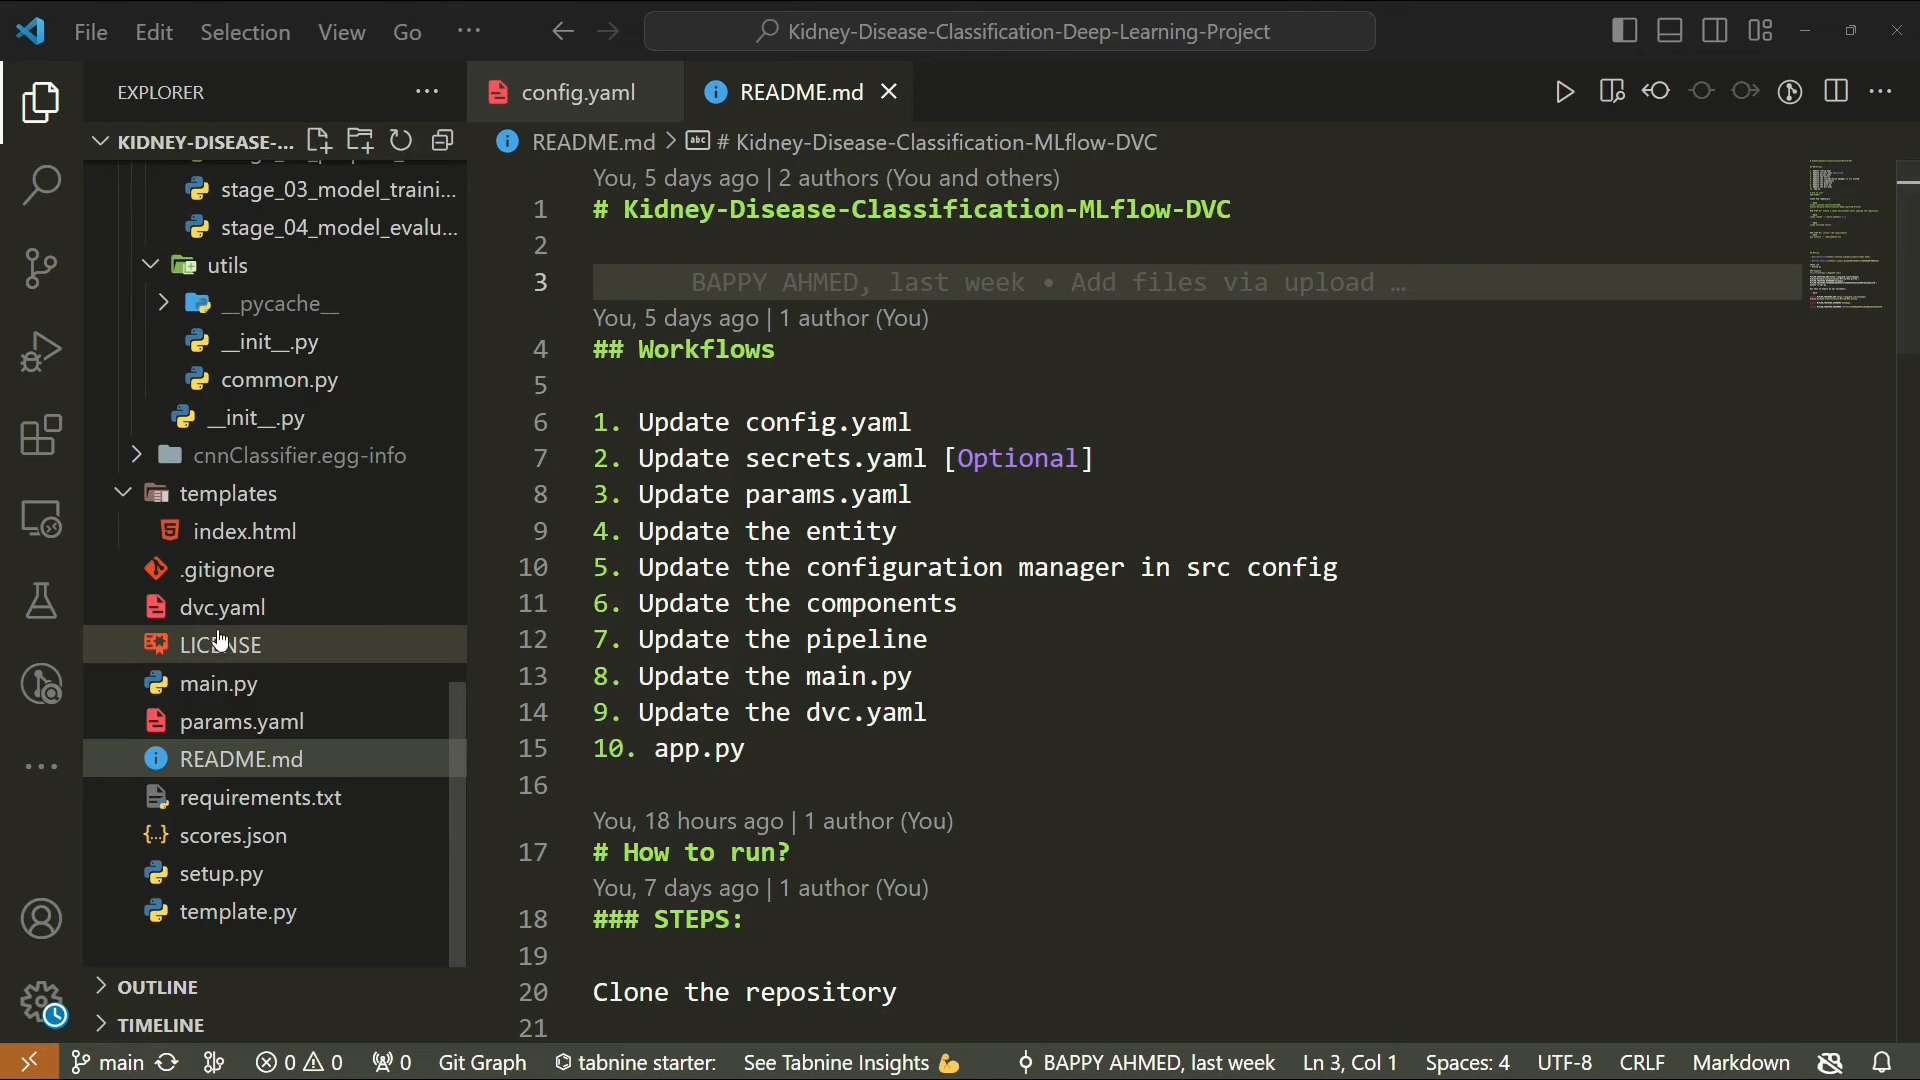 File Edit Selection View Go ... Kidney-Disease-Classification-Deep-Learning-Project
EXPLORER ...
KIDNEY-DISEASE-...
stage_03_model_traini...
stage_04_model_evalu...
utils
__pycache__
__init__.py
common.py
__init__.py
cnnClassifier.egg-info
templates
index.html
.gitignore
dvc.yaml
LICENSE
main.py
params.yaml
README.md
requirements.txt
{..} scores.json
setup.py
template.py
OUTLINE
TIMELINE
config.yaml README.md
README.md > abc # Kidney-Disease-Classification-MLflow-DVC
You, 5 days ago | 2 authors (You and others)
1 # Kidney-Disease-Classification-MLflow-DVC
2
3 BAPPY AHMED, last week • Add files via upload …
You, 5 days ago | 1 author (You)
4 ## Workflows
5
6 1. Update config.yaml
7 2. Update secrets.yaml [Optional]
8 3. Update params.yaml
9 4. Update the entity
10 5. Update the configuration manager in src config
11 6. Update the components
12 7. Update the pipeline
13 8. Update the main.py
14 9. Update the dvc.yaml
15 10. app.py
16
You, 18 hours ago | 1 author (You)
17 # How to run?
You, 7 days ago | 1 author (You)
18 ### STEPS:
19
20 Clone the repository
21
main 0 0 0 Git Graph tabnine starter: See Tabnine Insights 💪 BAPPY AHMED, last week Ln 3, Col 1 Spaces: 4 UTF-8 CRLF Markdown